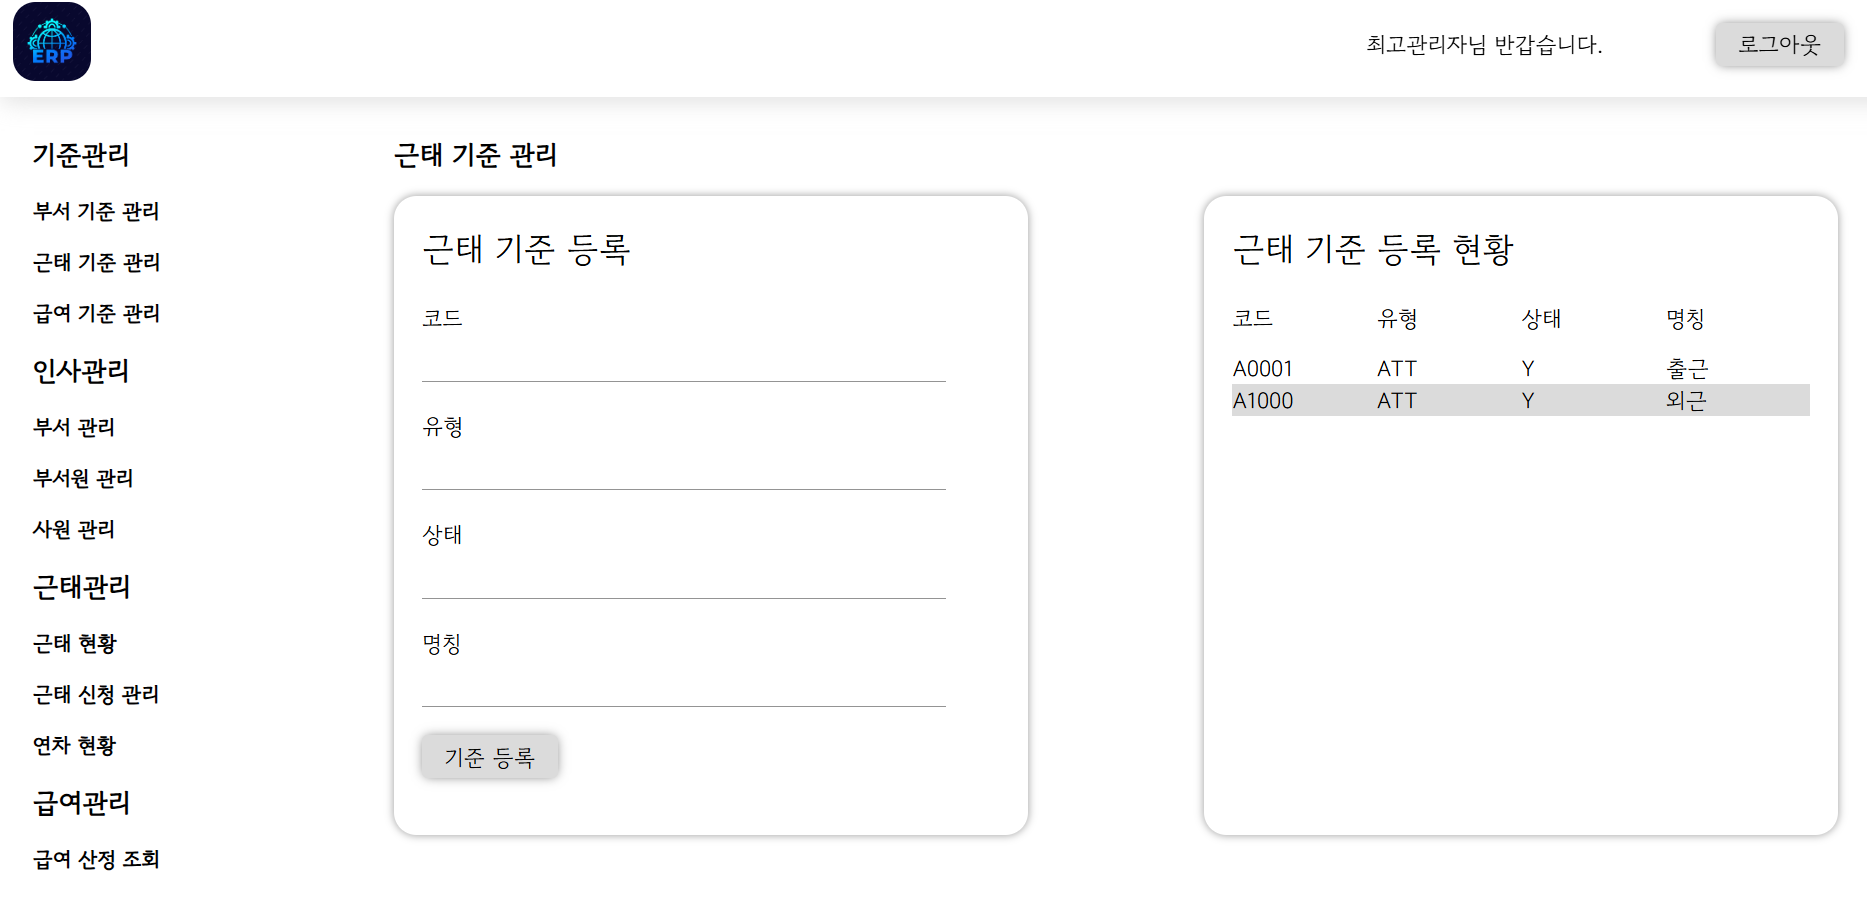 ERP
최고관리자님 반갑습니다.
로그아웃
기준관리
부서 기준 관리
근태 기준 관리
급여 기준 관리
인사관리
부서 관리
부서원 관리
사원 관리
근태관리
근태 현황
근태 신청 관리
연차 현황
급여관리
급여 산정 조회
근태 기준 관리
근태 기준 등록
코드
유형
상태
명칭
기준 등록
근태 기준 등록 현황
코드 유형 상태 명칭
A0001 ATT Y 출근
A1000 ATT Y 외근